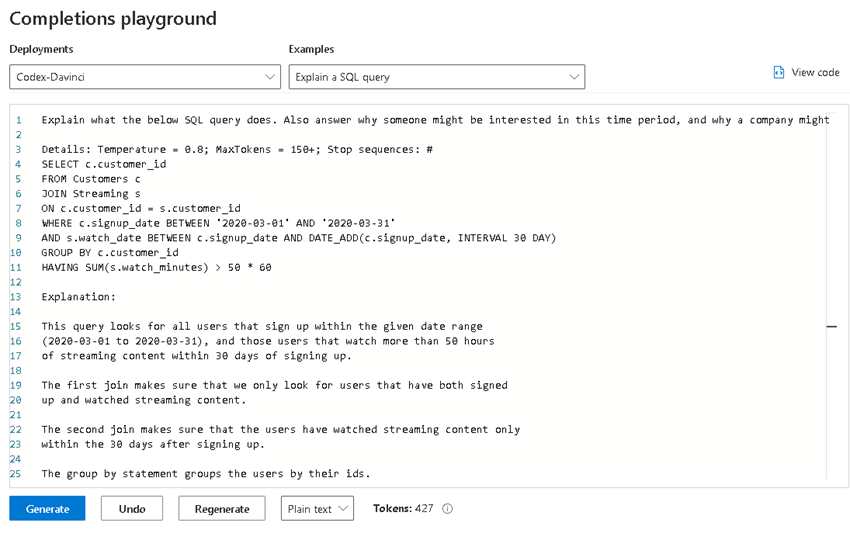 Completions playground
Deployments
Examples
Codex-Davinci
Explain a SQL query
View code
1 Explain what the below SQL query does. Also answer why someone might be interested in this time period, and why a company might
2
3 Details: Temperature = 0.8; MaxTokens = 150+; Stop sequences: #
4 SELECT c.customer_id
5 FROM Customers c
6 JOIN Streaming s
7 ON c.customer_id = s.customer_id
8 WHERE c.signup_date BETWEEN '2020-03-01' AND '2020-03-31'
9 AND s.watch_date BETWEEN c.signup_date AND DATE_ADD(c.signup_date, INTERVAL 30 DAY)
10 GROUP BY c.customer_id
11 HAVING SUM(s.watch_minutes) > 50 * 60
12
13 Explanation:
14
15 This query looks for all users that sign up within the given date range
16 (2020-03-01 to 2020-03-31), and those users that watch more than 50 hours
17 of streaming content within 30 days of signing up.
18
19 The first join makes sure that we only look for users that have both signed
20 up and watched streaming content.
21
22 The second join makes sure that the users have watched streaming content only
23 within the 30 days after signing up.
24
25 The group by statement groups the users by their ids.
Generate
Undo
Regenerate
Plain text
Tokens: 427